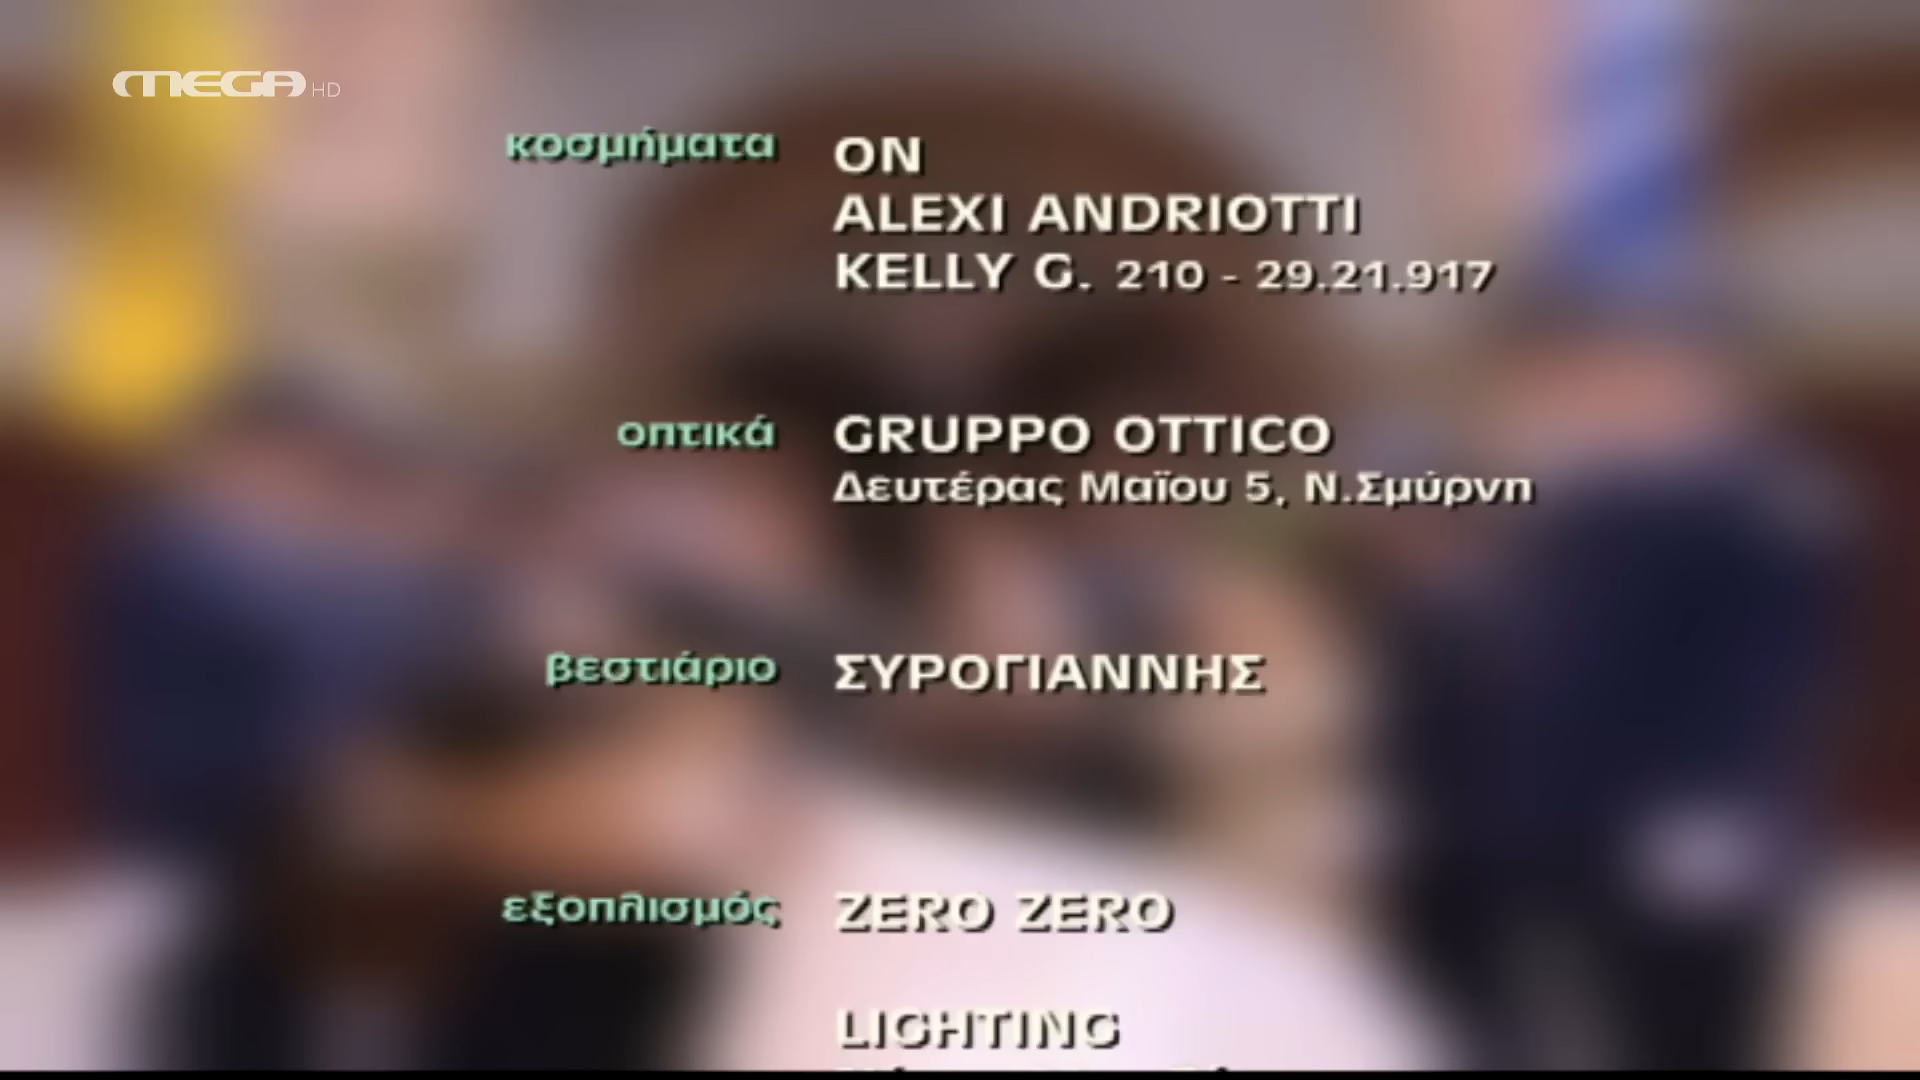 MEGA HD
κοσμήματα ON
ALEXI ANDRIOTTI
KELLY G. 210 - 29.21.917
οπτικά GRUPPO OTTICO
Δευτέρας Μαΐου 5, Ν.Σμύρνη
βεστιάριο ΣΥΡΟΓΙΑΝΝΗΣ
εξοπλισμός ZERO ZERO
LIGHTING